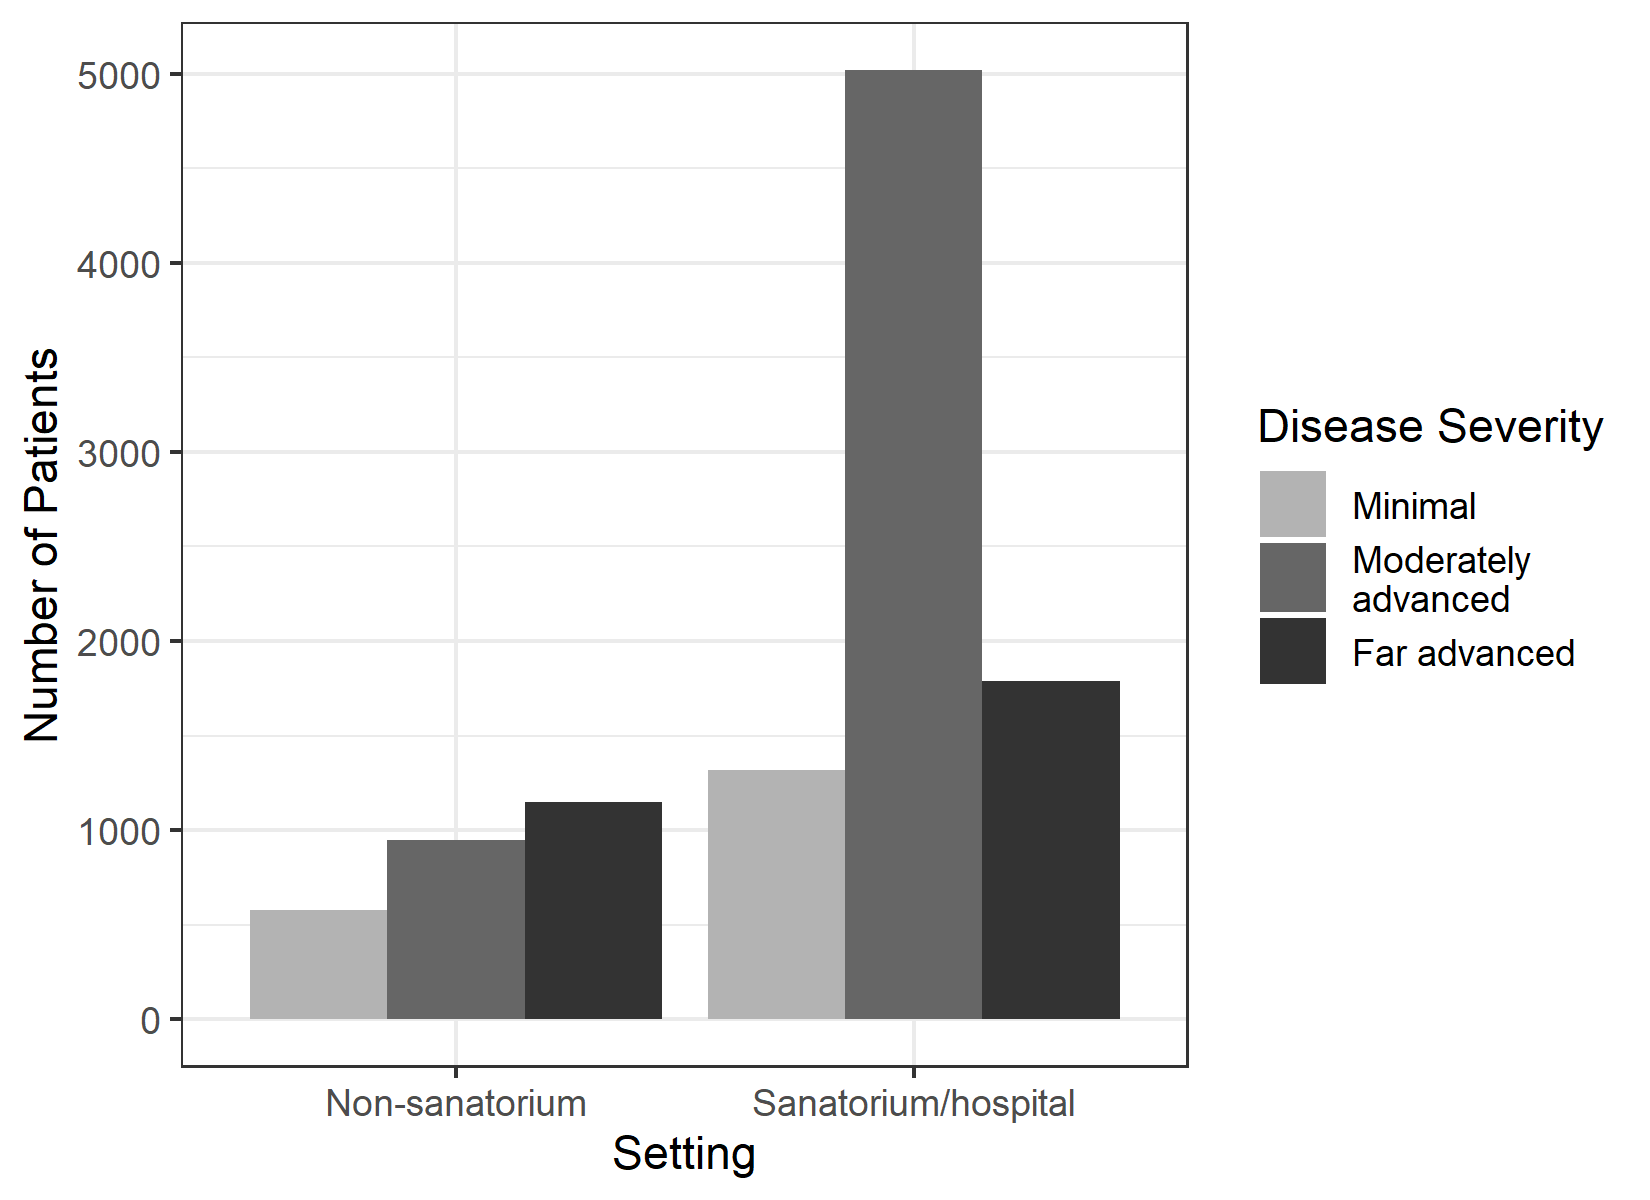 5000
4000
3000
2000
1000
0
Number of Patients
Non-sanatorium
Sanatorium/hospital
Setting
Disease Severity
Minimal
Moderately
advanced
Far advanced